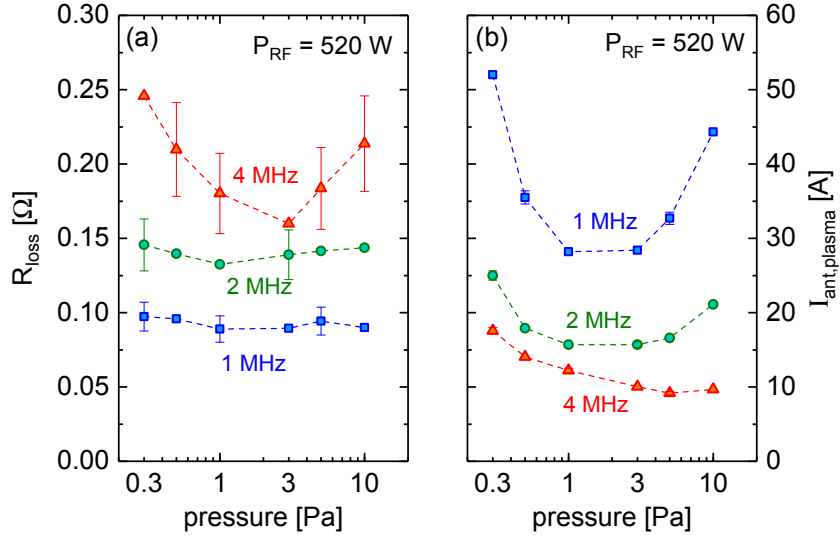 (a)
P_RF = 520 W
0.30
0.25
0.20
0.15
0.10
0.05
0.00
R_loss [Ω]
4 MHz
2 MHz
1 MHz
0.3
1
3
10
pressure [Pa]
(b)
P_RF = 520 W
1 MHz
2 MHz
4 MHz
60
50
40
30
20
10
0
I_ant,plasma [A]
0.3
1
3
10
pressure [Pa]